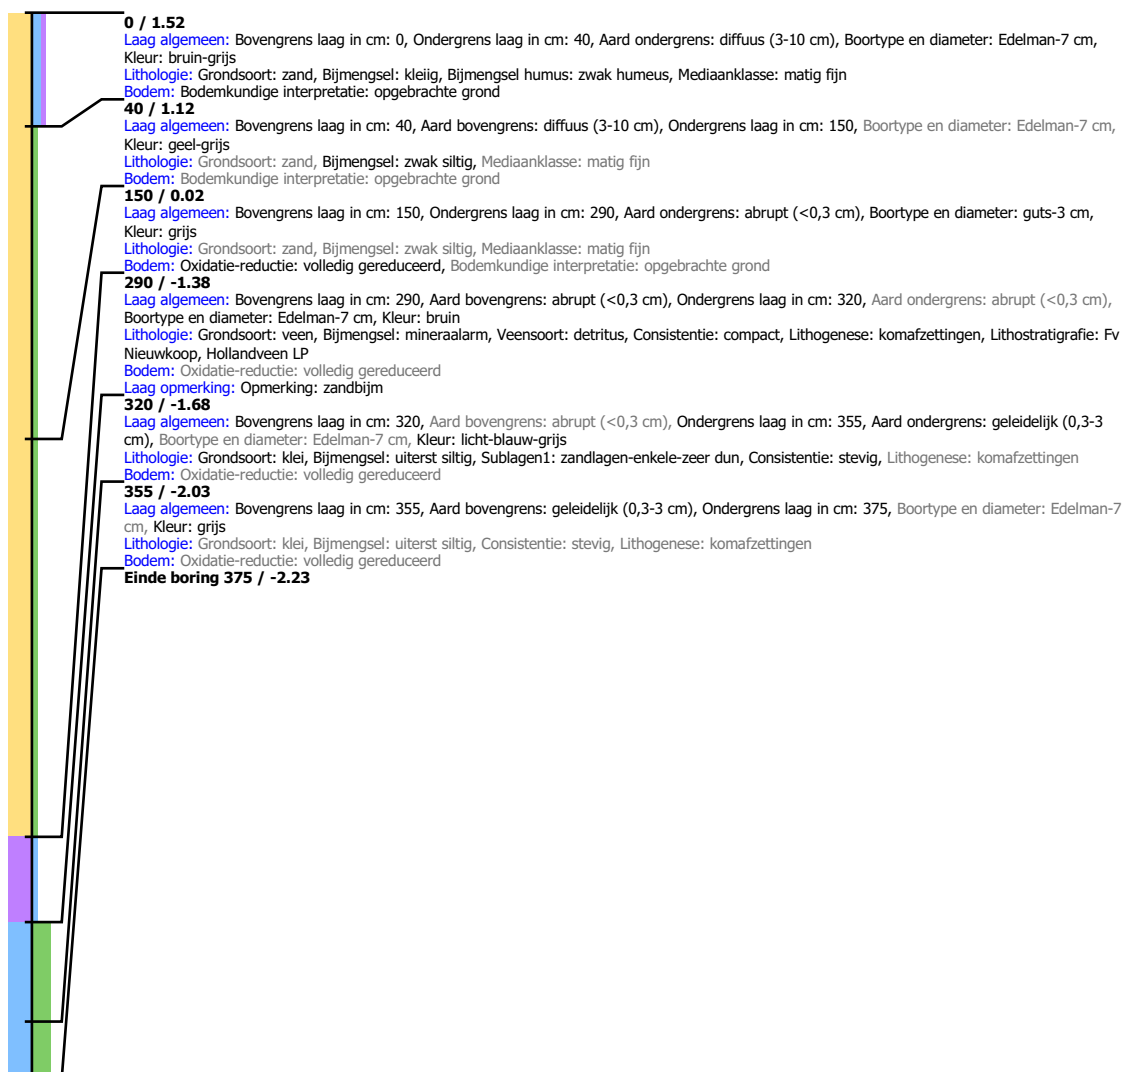 0 / 1.52
Laag algemeen: Bovengrens laag in cm: 0, Ondergrens laag in cm: 40, Aard ondergrens: diffuus (3-10 cm), Boortype en diameter: Edelman-7 cm,
Kleur: bruin-grijs
Lithologie: Grondsoort: zand, Bijmengsel: kleiig, Bijmengsel humus: zwak humeus, Mediaanklasse: matig fijn
Bodem: Bodemkundige interpretatie: opgebrachte grond
40 / 1.12
Laag algemeen: Bovengrens laag in cm: 40, Aard bovengrens: diffuus (3-10 cm), Ondergrens laag in cm: 150, Boortype en diameter: Edelman-7 cm,
Kleur: geel-grijs
Lithologie: Grondsoort: zand, Bijmengsel: zwak siltig, Mediaanklasse: matig fijn
Bodem: Bodemkundige interpretatie: opgebrachte grond
150 / 0.02
Laag algemeen: Bovengrens laag in cm: 150, Ondergrens laag in cm: 290, Aard ondergrens: abrupt (<0,3 cm), Boortype en diameter: guts-3 cm,
Kleur: grijs
Lithologie: Grondsoort: zand, Bijmengsel: zwak siltig, Mediaanklasse: matig fijn
Bodem: Oxidatie-reductie: volledig gereduceerd, Bodemkundige interpretatie: opgebrachte grond
290 / -1.38
Laag algemeen: Bovengrens laag in cm: 290, Aard bovengrens: abrupt (<0,3 cm), Ondergrens laag in cm: 320, Aard ondergrens: abrupt (<0,3 cm),
Boortype en diameter: Edelman-7 cm, Kleur: bruin
Lithologie: Grondsoort: veen, Bijmengsel: mineraalarm, Veensoort: detritus, Consistentie: compact, Lithogenese: komafzettingen, Lithostratigrafie: Fv
Nieuwkoop, Hollandveen LP
Bodem: Oxidatie-reductie: volledig gereduceerd
Laag opmerking: Opmerking: zandbijm
320 / -1.68
Laag algemeen: Bovengrens laag in cm: 320, Aard bovengrens: abrupt (<0,3 cm), Ondergrens laag in cm: 355, Aard ondergrens: geleidelijk (0,3-3
cm), Boortype en diameter: Edelman-7 cm, Kleur: licht-blauw-grijs
Lithologie: Grondsoort: klei, Bijmengsel: uiterst siltig, Sublagen1: zandlagen-enkele-zeer dun, Consistentie: stevig, Lithogenese: komafzettingen
Bodem: Oxidatie-reductie: volledig gereduceerd
355 / -2.03
Laag algemeen: Bovengrens laag in cm: 355, Aard bovengrens: geleidelijk (0,3-3 cm), Ondergrens laag in cm: 375, Boortype en diameter: Edelman-7
cm, Kleur: grijs
Lithologie: Grondsoort: klei, Bijmengsel: uiterst siltig, Consistentie: stevig, Lithogenese: komafzettingen
Bodem: Oxidatie-reductie: volledig gereduceerd
Einde boring 375 / -2.23